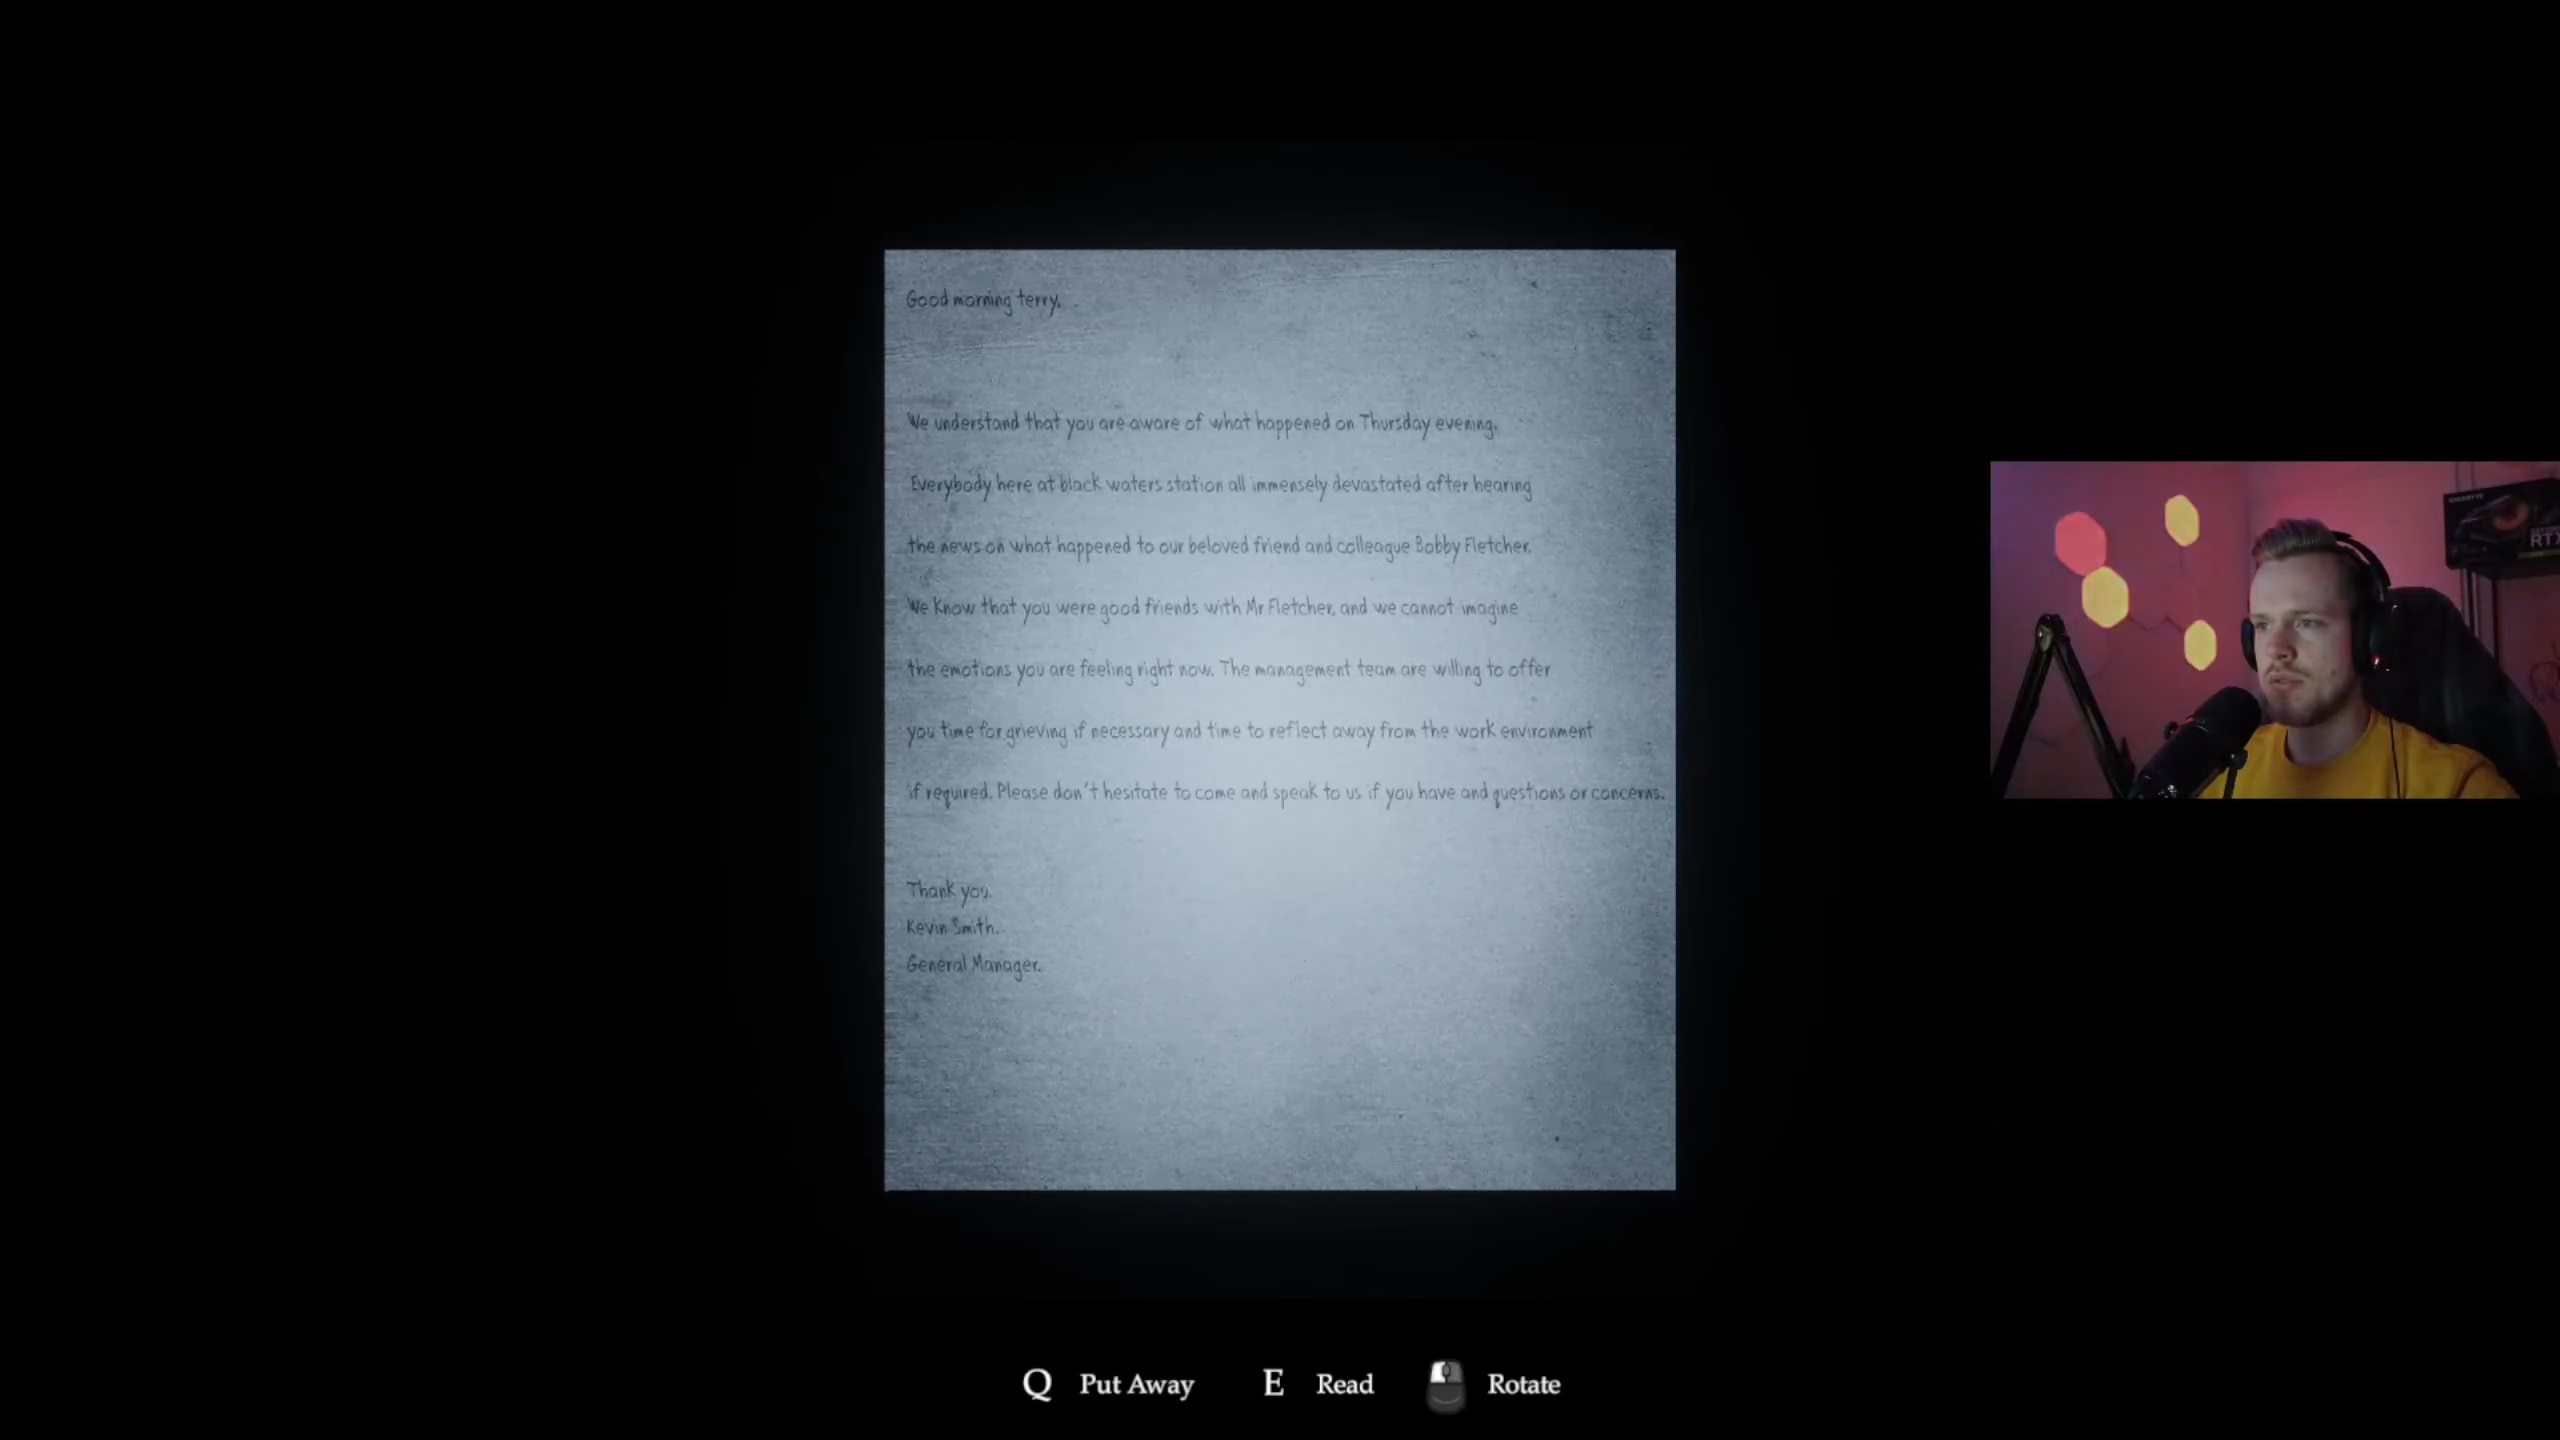 Good morning terry.
We understand that you are aware of what happened on Thursday evening.
Everybody here at black waters station all immensely devastated after hearing
the news on what happened to our beloved friend and colleague Bobby Fletcher.
We know that you were good friends with Mr Fletcher, and we cannot imagine
the emotions you are feeling right now. The management team are willing to offer
you time for grieving if necessary and time to reflect away from the work environment
if required. Please don't hesitate to come and speak to us if you have and questions or concerns.
Thank you.
Kevin Smith.
General Manager.
Q Put Away E Read Rotate
RTX